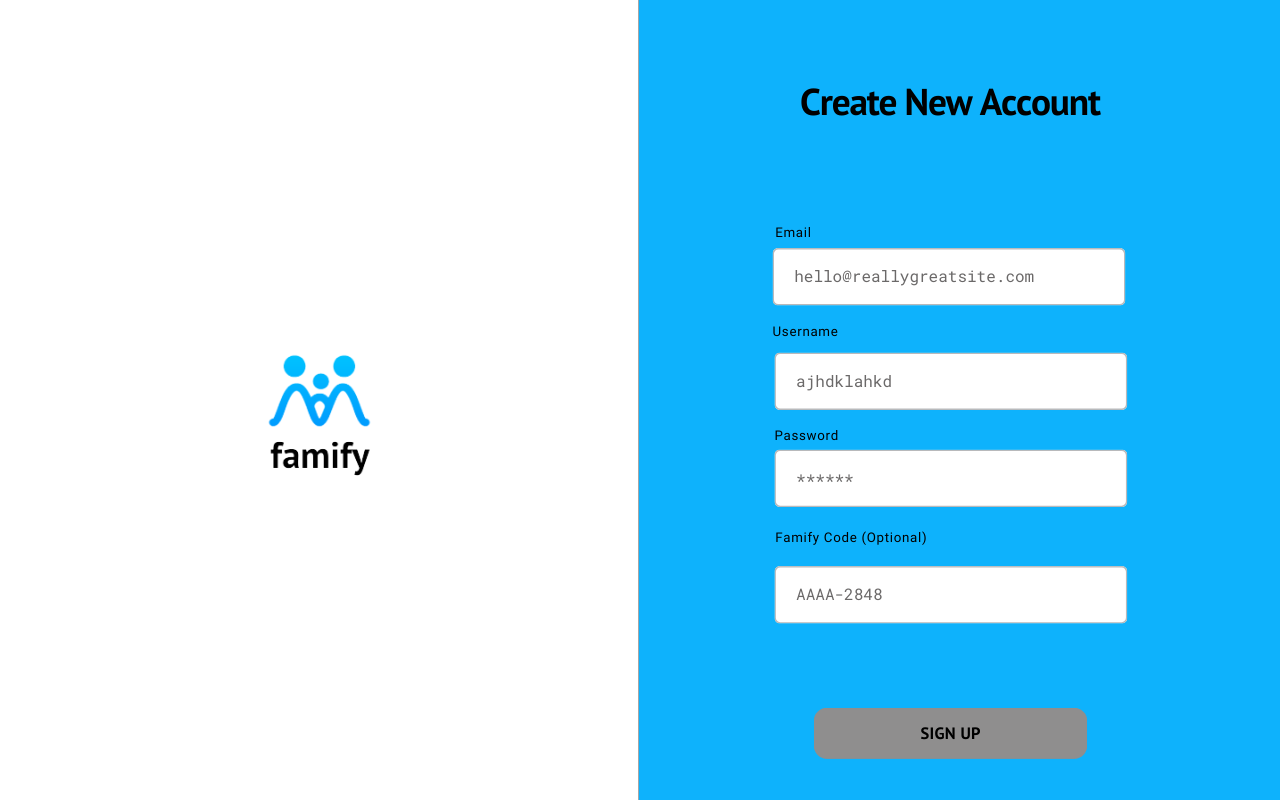 famify
Create New Account
Email
hello@reallygreatsite.com
Username
ajhdklahkd
Password
******
Famify Code (Optional)
AAAA-2848
SIGN UP